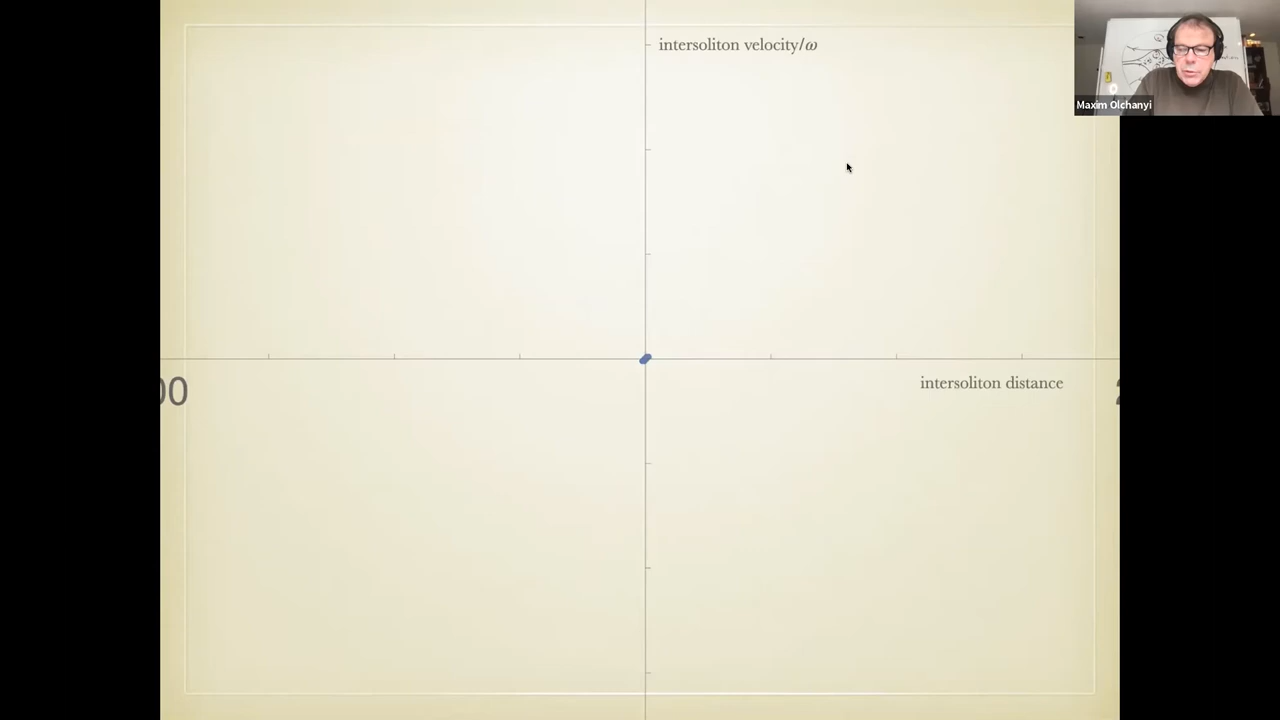 intersoliton velocity/ω
Maxim Olchanyi
intersoliton distance
00